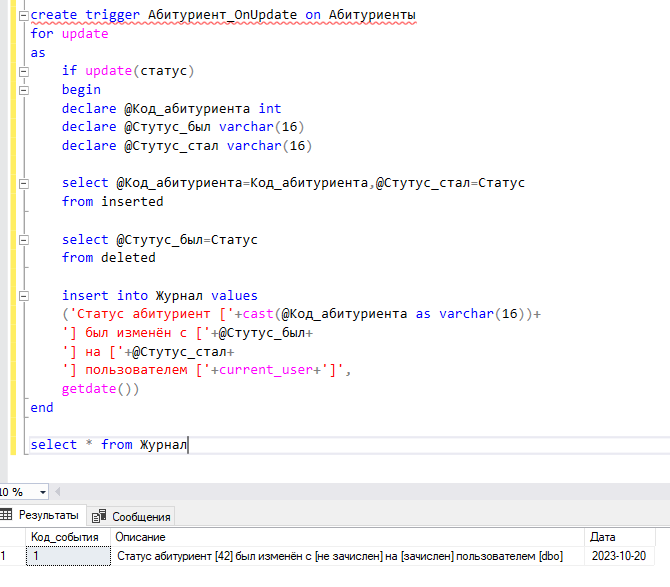 create trigger Абитуриент_OnUpdate on Абитуриенты
for update
as
if update(статус)
begin
declare @Код_абитуриента int
declare @Стутус_был varchar(16)
declare @Стутус_стал varchar(16)
select @Код_абитуриента=Код_абитуриента,@Стутус_стал=Статус
from inserted
select @Стутус_был=Статус
from deleted
insert into Журнал values
('Статус абитуриент ['+cast(@Код_абитуриента as varchar(16))+
'] был изменён с ['+@Стутус_был+
'] на ['+@Стутус_стал+
'] пользователем ['+current_user+']',
getdate())
end
select * from Журнал
Результаты Сообщения
Код_события Описание Дата
1 1 Статус абитуриент [42] был изменён с [не зачислен] на [зачислен] пользователем [dbo] 2023-10-20